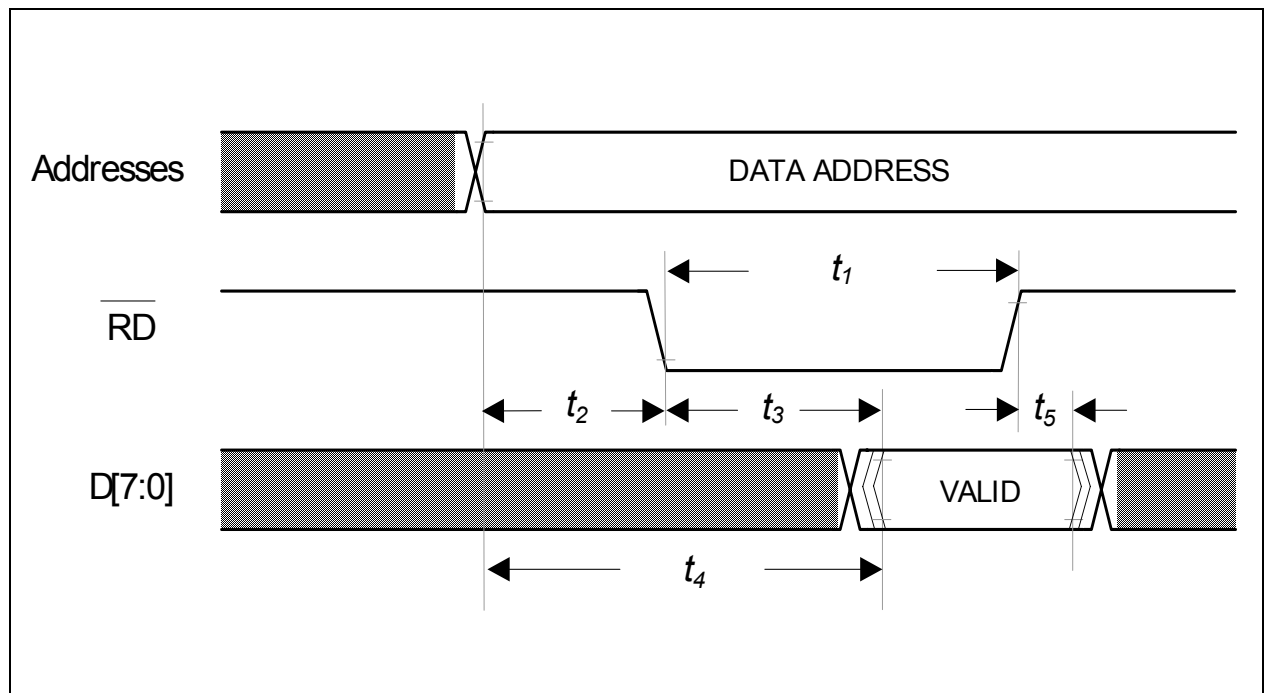 Addresses
DATA ADDRESS
t1
RD
t2
t3
t5
D[7:0]
VALID
t4